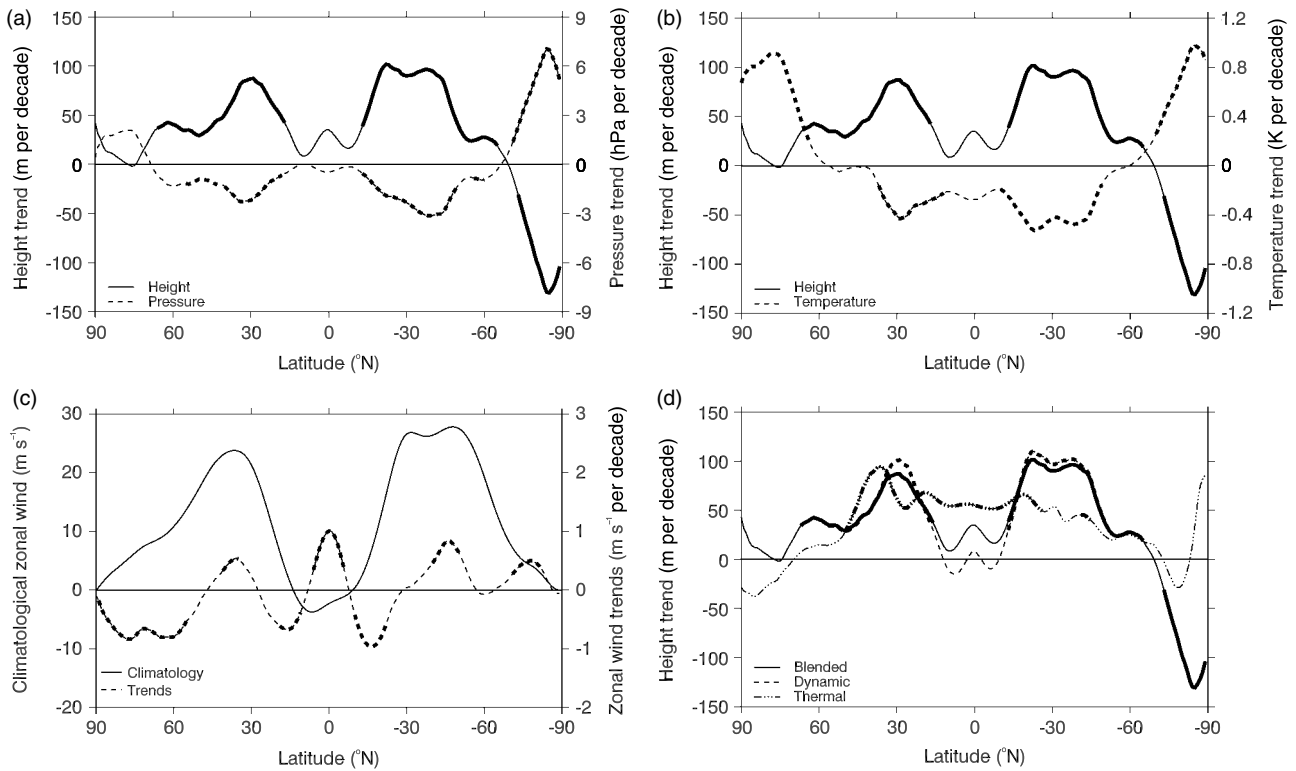 (a)
150
100
50
0
-50
-100
-150
Height trend (m per decade)
9
6
3
0
-3
-6
-9
Pressure trend (hPa per decade)
Height
Pressure
90 60 30 0 -30 -60 -90
Latitude (°N)
(b)
150
100
50
0
-50
-100
-150
Height trend (m per decade)
1.2
0.8
0.4
0
-0.4
-0.8
-1.2
Temperature trend (K per decade)
Height
Temperature
90 60 30 0 -30 -60 -90
Latitude (°N)
(c)
30
20
10
0
-10
-20
Climatological zonal wind (m s⁻¹)
3
2
1
0
-1
-2
Zonal wind trends (m s⁻¹ per decade)
Climatology
Trends
90 60 30 0 -30 -60 -90
Latitude (°N)
(d)
150
100
50
0
-50
-100
-150
Height trend (m per decade)
Blended
Dynamic
Thermal
90 60 30 0 -30 -60 -90
Latitude (°N)